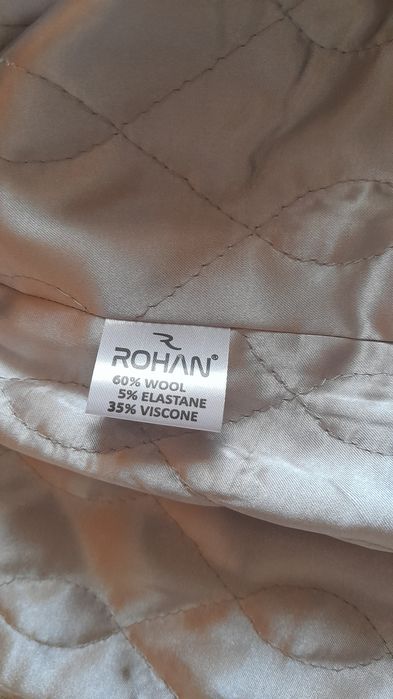 ROHAN®
60% WOOL
5% ELASTANE
35% VISCONE